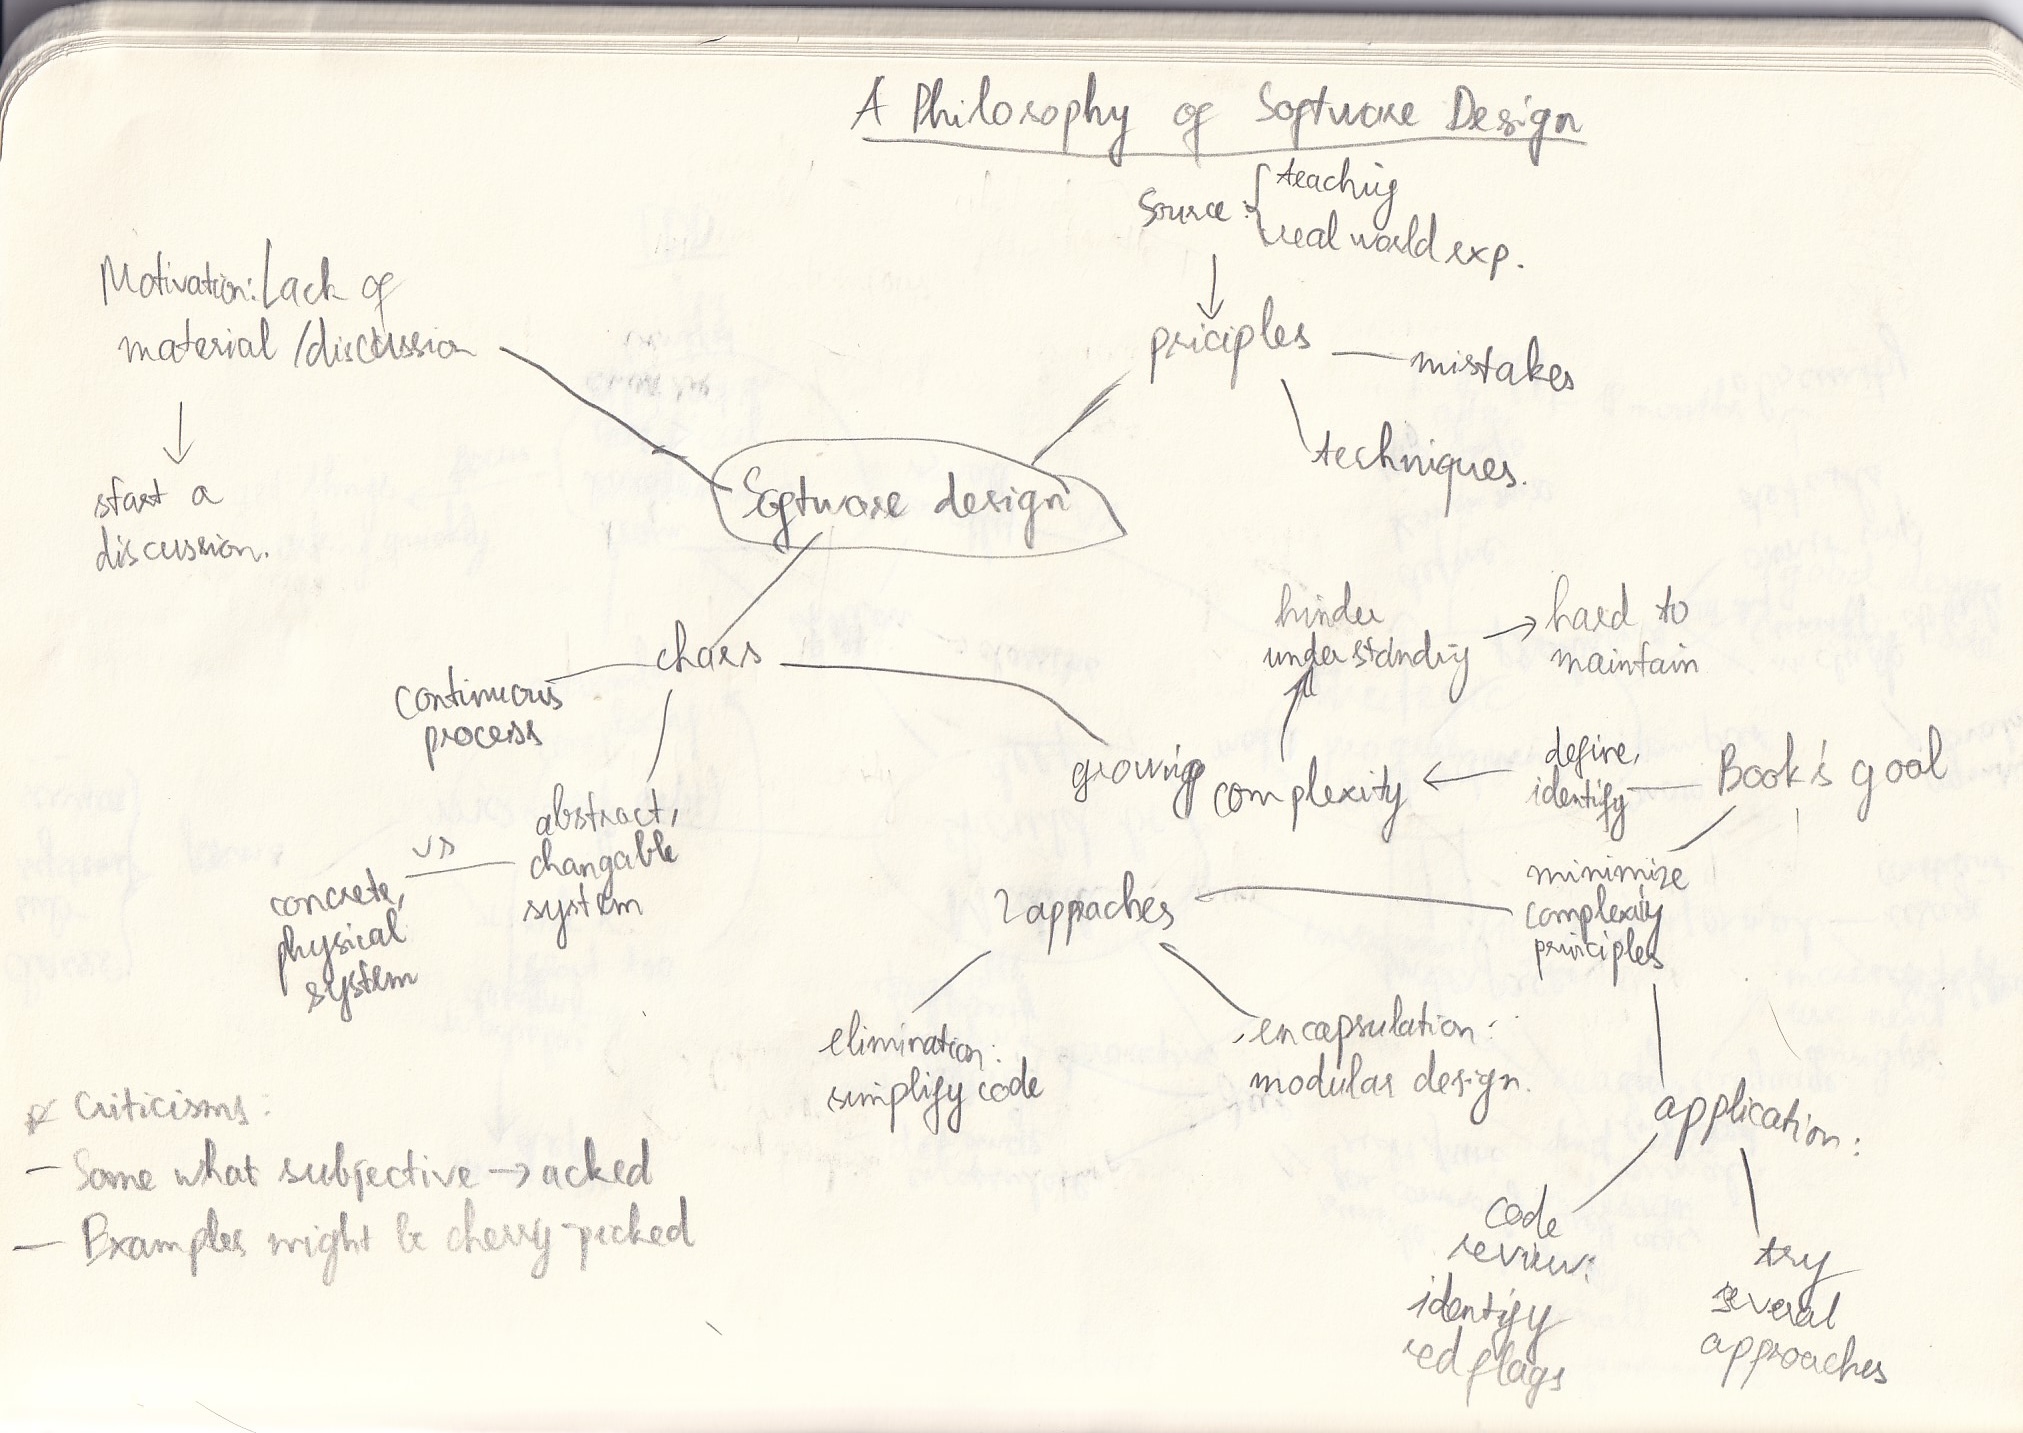 A Philosophy of Software Design
Source: { teaching
real world exp.
Motivation: Lack of
material / discussion
start a
discussion.
priciples
mistakes
techniques.
Software design
chars
continuous
process
abstract,
changable
system
vs
concrete,
physical
system
growing
complexity
hinder
understanding
hard to
maintain
define,
identify
Book's goal
minimize
complexity
principles
2 appraches
elimination:
simplify code
encapsulation:
modular design.
application:
code
review:
identify
red flags
try
several
approaches
Criticisms:
- Some what subjective → acked
- Examples might be cherry-picked